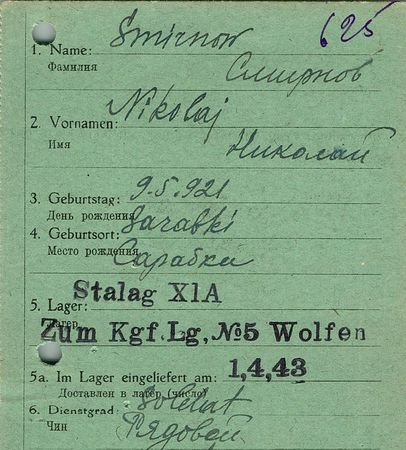 625
1. Name: Smirnow
Фамилия Смирнов
2. Vornamen: Nikolaj
Имя Николай
3. Geburtstag: 9.5.921
День рождения
4. Geburtsort: Sarabki
Место рождения Сарабки
5. Lager: Stalag XIA
Лагерь
Zum Kgf.Lg, №5 Wolfen
5a. Im Lager eingeliefert am: 1,4,43
Доставлен в лагерь (число)
6. Dienstgrad: Soldat
Чин Рядовой